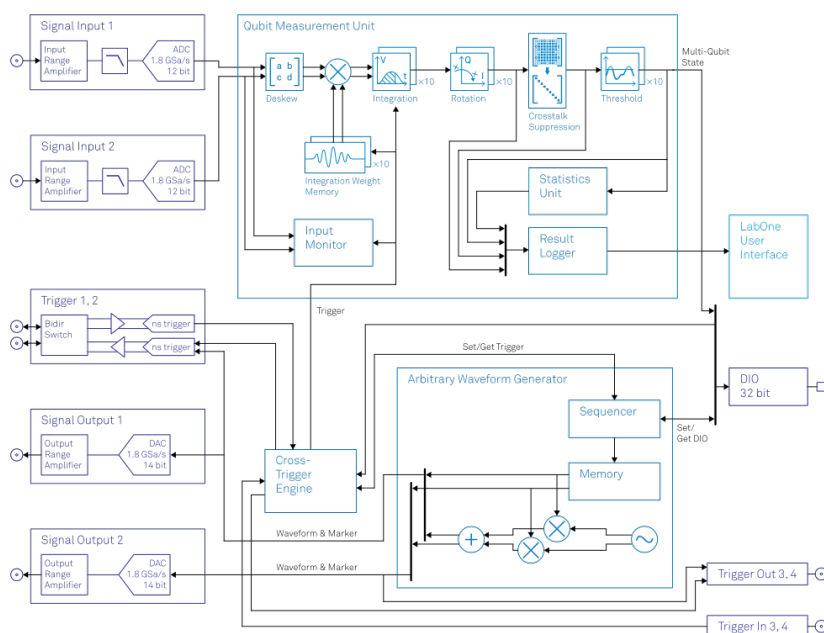 Signal Input 1
Input
Range
Amplifier
ADC
1.8 GSa/s
12 bit
Signal Input 2
Input
Range
Amplifier
ADC
1.8 GSa/s
12 bit
Qubit Measurement Unit
a b
c d
Deskew
V
t
×10
Integration
Q
I
×10
Rotation
Crosstalk
Suppression
×10
Threshold
Multi-Qubit
State
×10
Integration Weight
Memory
Input
Monitor
Statistics
Unit
Result
Logger
LabOne
User
Interface
Trigger
Trigger 1, 2
Bidir
Switch
ns trigger
ns trigger
Set/Get Trigger
Arbitrary Waveform Generator
Sequencer
Set/
Get DIO
DIO
32 bit
Memory
Signal Output 1
Output
Range
Amplifier
DAC
1.8 GSa/s
14 bit
Cross-
Trigger
Engine
Waveform & Marker
Signal Output 2
Output
Range
Amplifier
DAC
1.8 GSa/s
14 bit
Waveform & Marker
Trigger Out 3, 4
Trigger In 3, 4